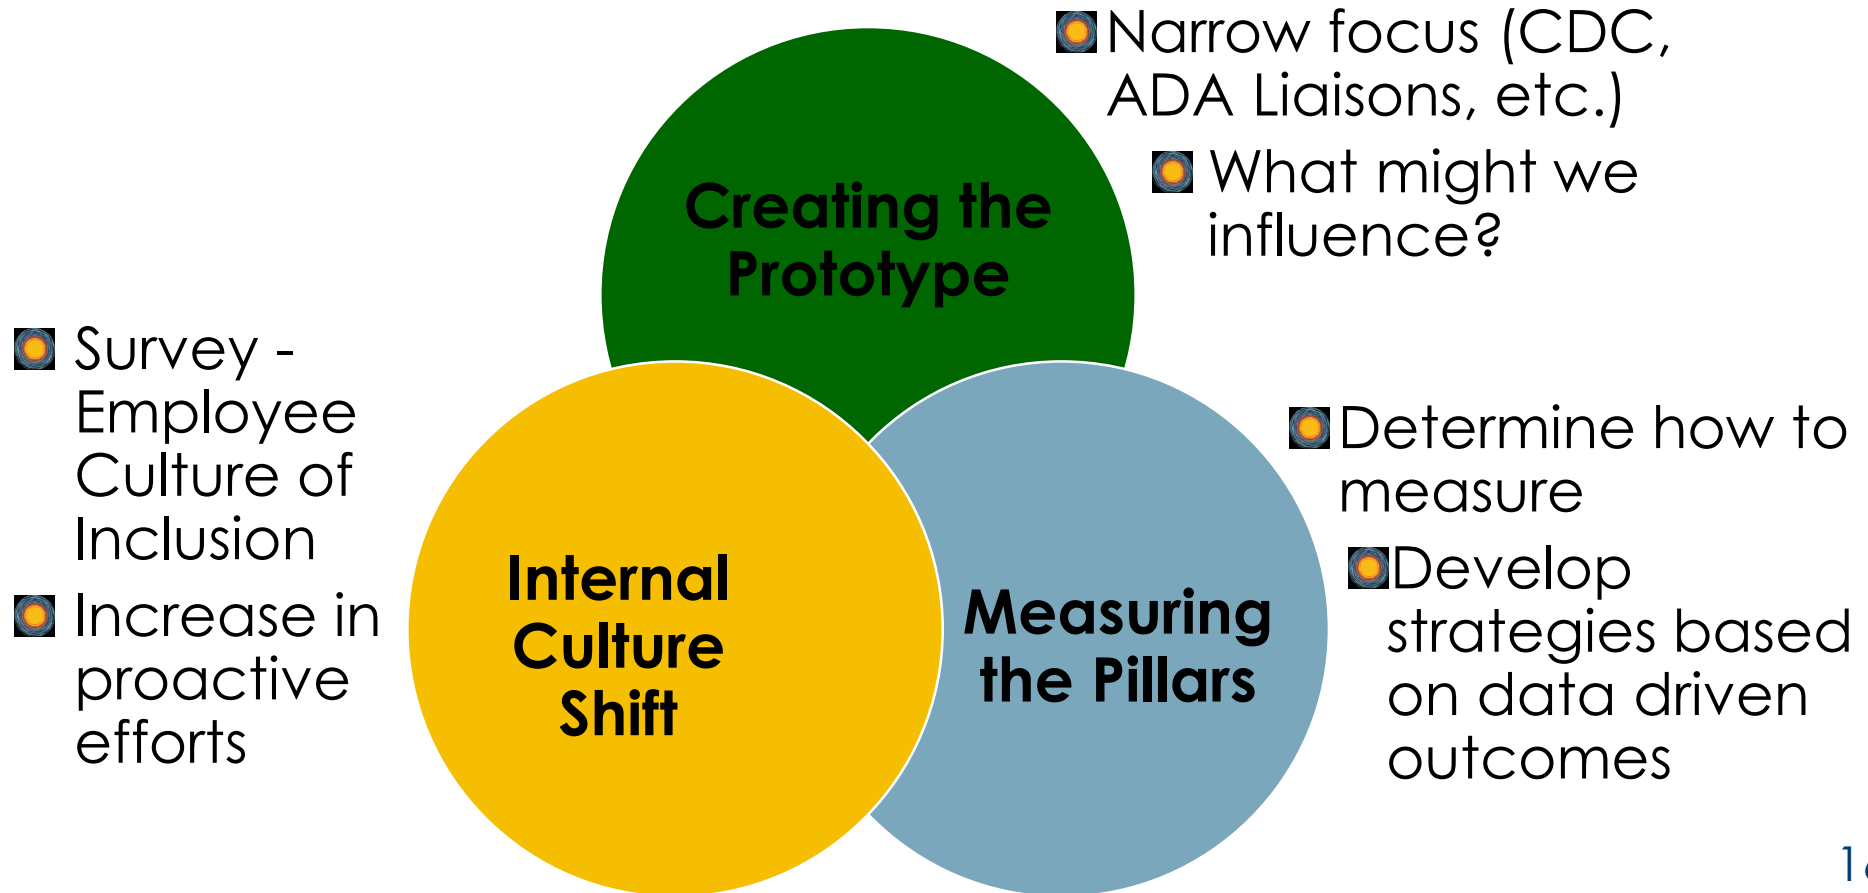 Narrow focus (CDC,
ADA Liaisons, etc.)
What might we
influence?
Creating the
Prototype
Survey -
Employee
Culture of
Inclusion
Increase in
proactive
efforts
Internal
Culture
Shift
Measuring
the Pillars
Determine how to
measure
Develop
strategies based
on data driven
outcomes